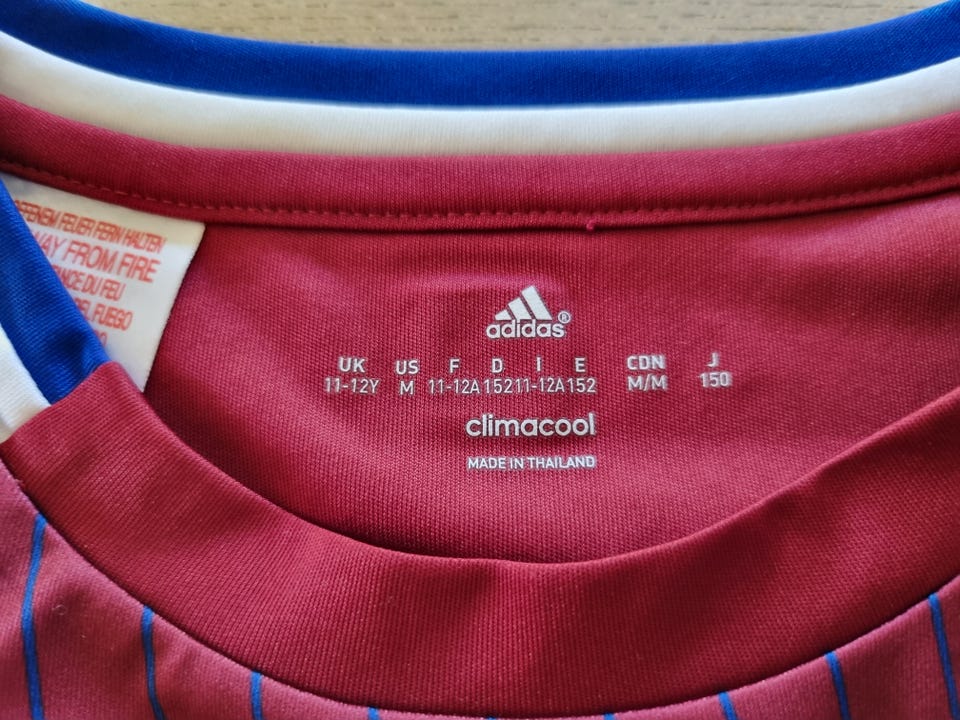 FEUER FERN HALTEN
AWAY FROM FIRE
DU FEU
DEL FUEGO
adidas®
UK US F D I E CDN J
11-12Y M 11-12A 152 11-12A 152 M/M 150
climacool
MADE IN THAILAND